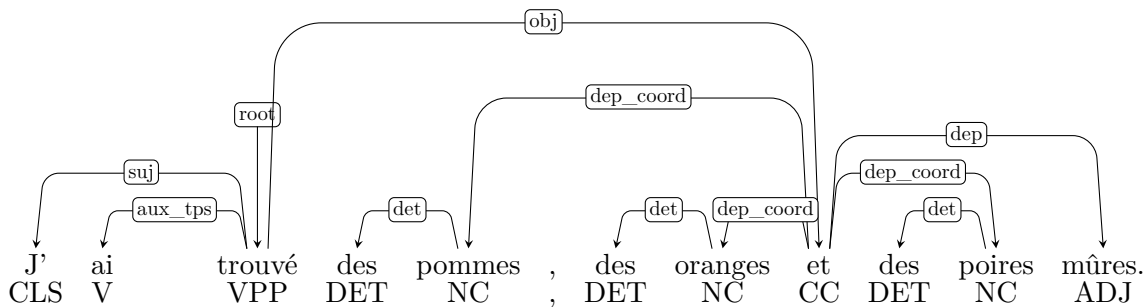 obj
dep_coord
root
dep
suj
dep_coord
aux_tps
det
det
dep_coord
det
J' ai trouvé des pommes , des oranges et des poires mûres.
CLS V VPP DET NC , DET NC CC DET NC ADJ